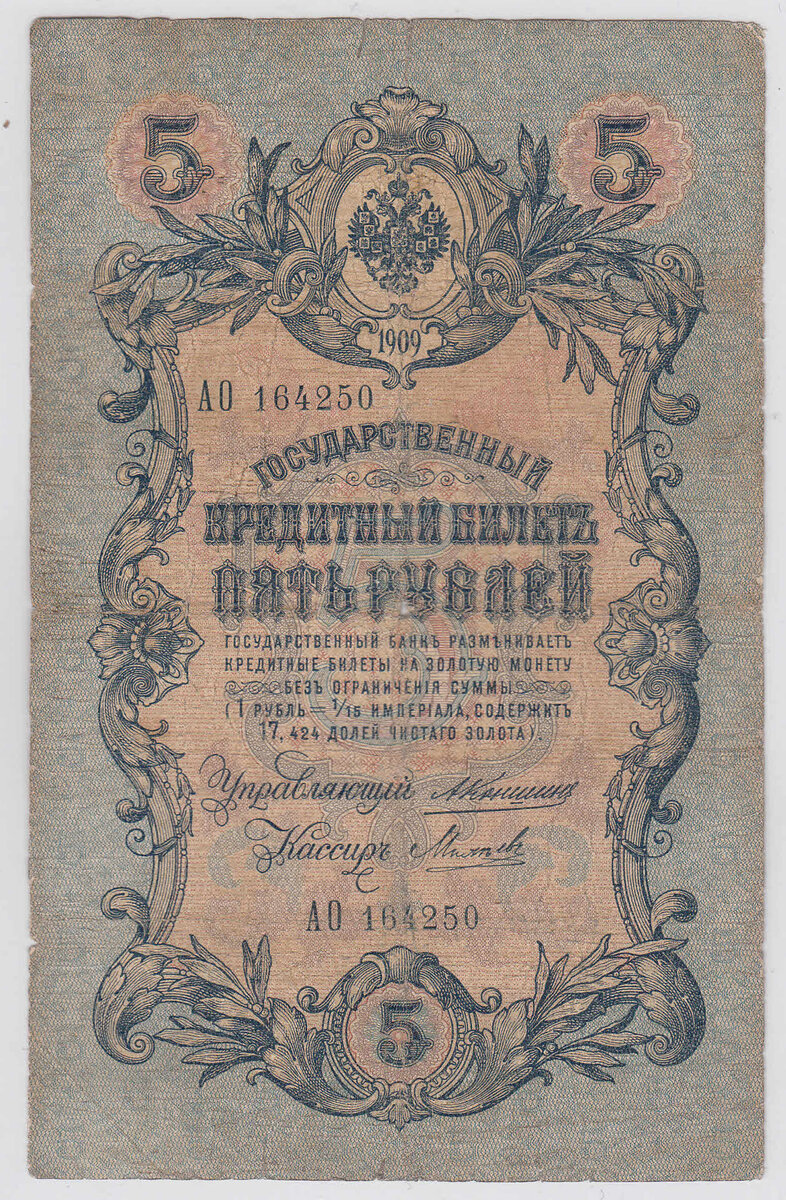 5 5
1909
АО 164250
ГОСУДАРСТВЕННЫЙ
КРЕДИТНЫЙ БИЛЕТЪ
ПЯТЬ РУБЛЕЙ
ГОСУДАРСТВЕННЫЙ БАНКЪ РАЗМѢНИВАЕТЪ
КРЕДИТНЫЕ БИЛЕТЫ НА ЗОЛОТУЮ МОНЕТУ
БЕЗЪ ОГРАНИЧЕНІЯ СУММЫ
(1 РУБЛЬ = 1/15 ИМПЕРІАЛА, СОДЕРЖИТЪ
17,424 ДОЛЕЙ ЧИСТАГО ЗОЛОТА).
Управляющій
Кассиръ
АО 164250
5